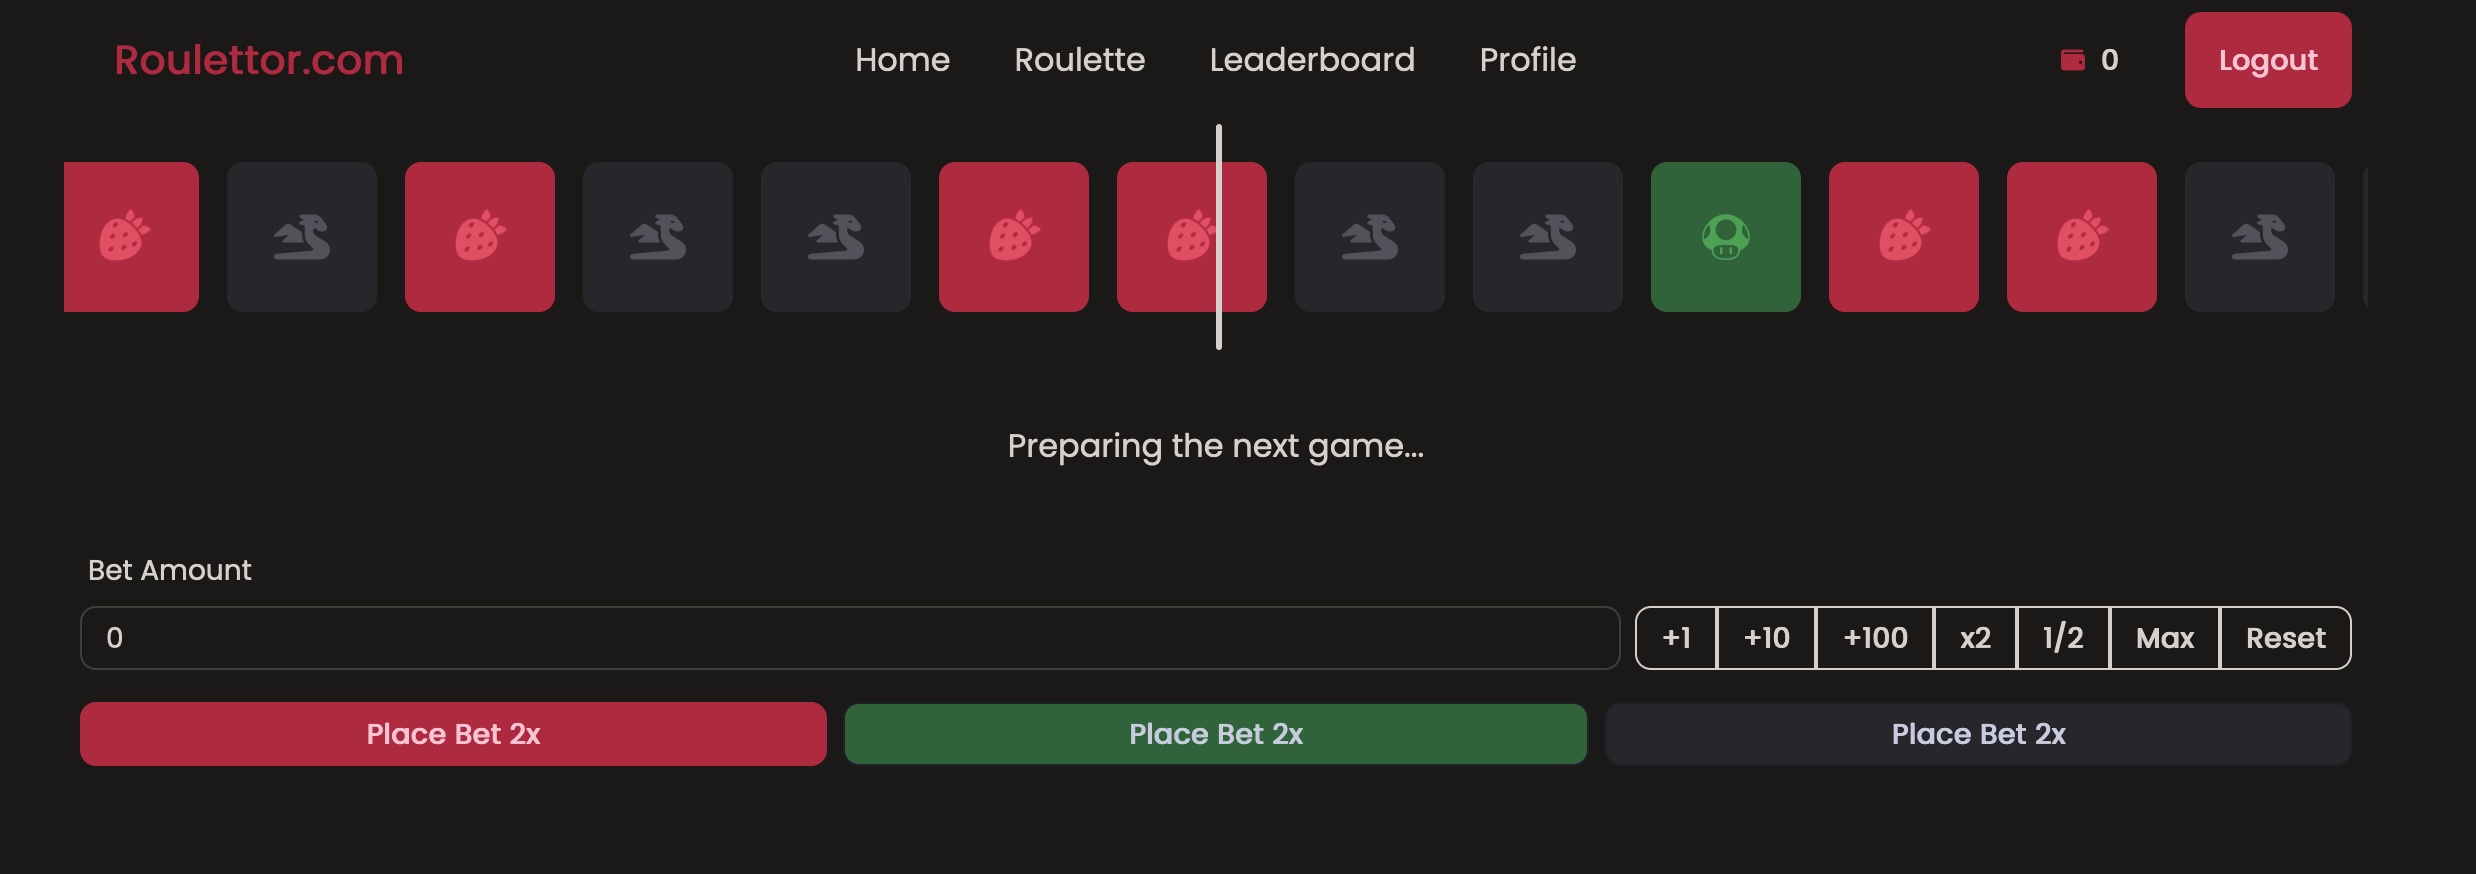 Roulettor.com
Home Roulette Leaderboard Profile
0
Logout
Preparing the next game...
Bet Amount
0
+1 +10 +100 x2 1/2 Max Reset
Place Bet 2x Place Bet 2x Place Bet 2x